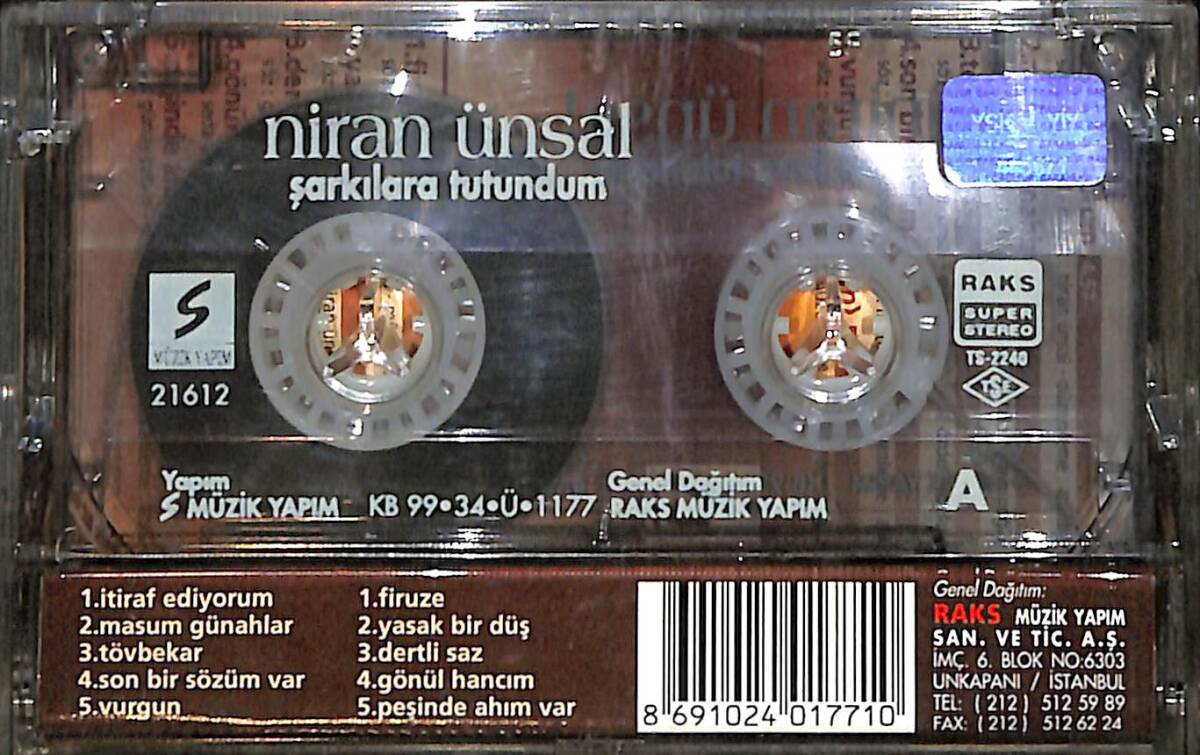 niran ünsal
şarkılara tutundum
S
MÜZİK YAPIM
21612
RAKS
SUPER
STEREO
TS-2240
TSE
Yapım
S MÜZİK YAPIM
KB 99•34•Ü•1177
Genel Dağıtım
RAKS MÜZİK YAPIM
A
1.itiraf ediyorum
2.masum günahlar
3.tövbekar
4.son bir sözüm var
5.vurgun
1.firuze
2.yasak bir düş
3.dertli saz
4.gönül hancım
5.peşinde ahım var
8 691024 017710
Genel Dağıtım:
RAKS MÜZİK YAPIM
SAN. VE TİC. A.Ş.
İMÇ. 6. BLOK NO:6303
UNKAPANI / İSTANBUL
TEL: (212) 512 59 89
FAX: (212) 512 62 24